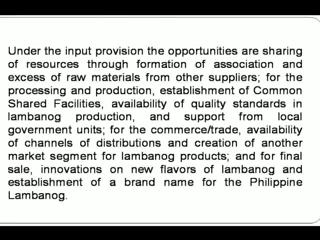 Under the input provision the opportunities are sharing
of resources through formation of association and
excess of raw materials from other suppliers; for the
processing and production, establishment of Common
Shared Facilities, availability of quality standards in
lambanog production, and support from local
government units; for the commerce/trade, availability
of channels of distributions and creation of another
market segment for lambanog products; and for final
sale, innovations on new flavors of lambanog and
establishment of a brand name for the Philippine
Lambanog.